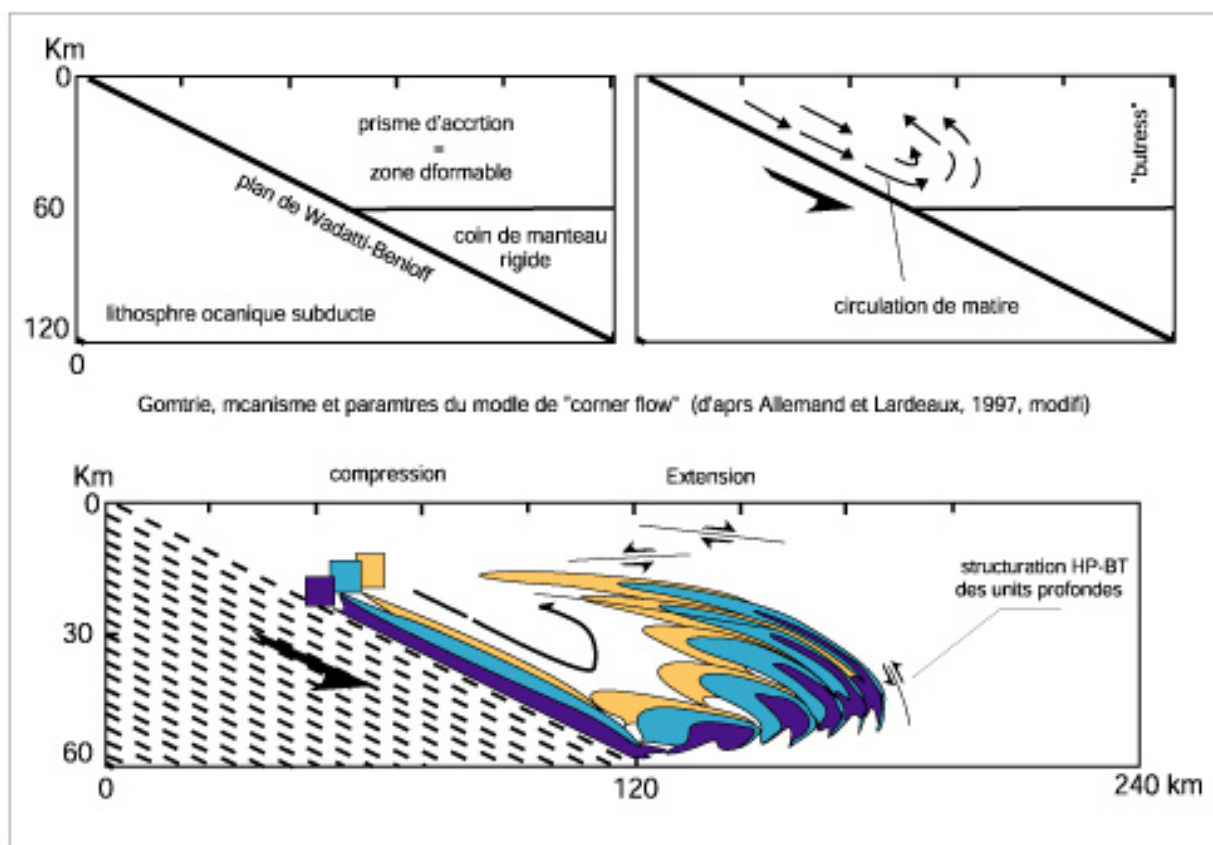 Km
0
prisme d'accrtion
=
zone dformable
60
plan de Wadatti-Benioff
coin de manteau
rigide
lithosphre ocanique subducte
120
0
"butress"
circulation de matire
Gomtrie, mcanisme et paramtres du modle de "corner flow" (d'aprs Allemand et Lardeaux, 1997, modifi)
Km
compression
Extension
0
structuration HP-BT
des units profondes
30
60
0
120
240 km